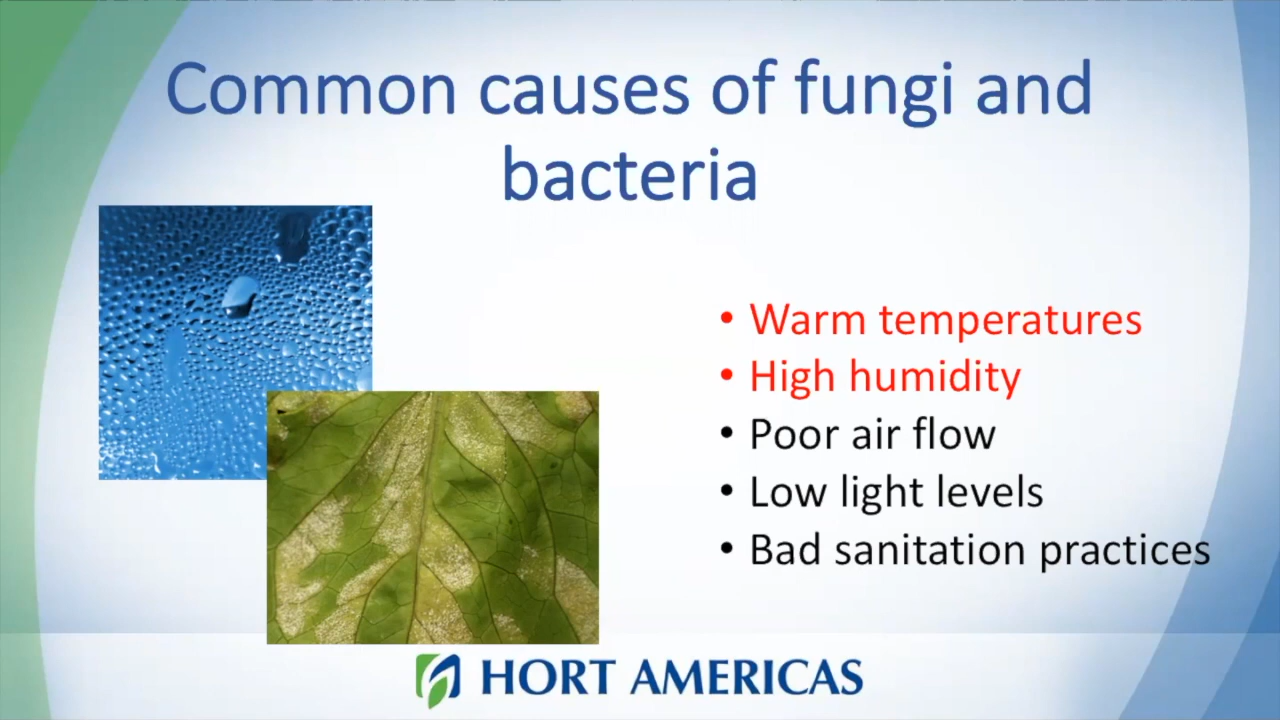 Common causes of fungi and
bacteria
• Warm temperatures
• High humidity
• Poor air flow
• Low light levels
• Bad sanitation practices
HORT AMERICAS